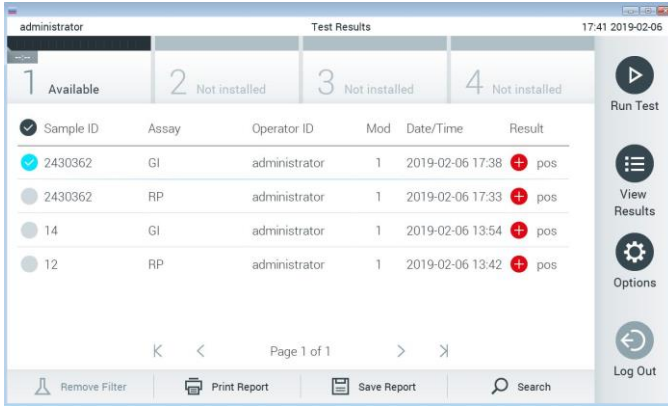 administrator Test Results 17:41 2019-02-06
--:--
1 Available 2 Not installed 3 Not installed 4 Not installed
Run Test
Sample ID Assay Operator ID Mod Date/Time Result
2430362 GI administrator 1 2019-02-06 17:38 pos
2430362 RP administrator 1 2019-02-06 17:33 pos
View
Results
14 GI administrator 1 2019-02-06 13:54 pos
12 RP administrator 1 2019-02-06 13:42 pos
Options
Page 1 of 1
Log Out
Remove Filter Print Report Save Report Search